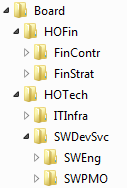 Board
HOFin
FinContr
FinStrat
HOTech
ITInfra
SWDevSvc
SWEng
SWPMO